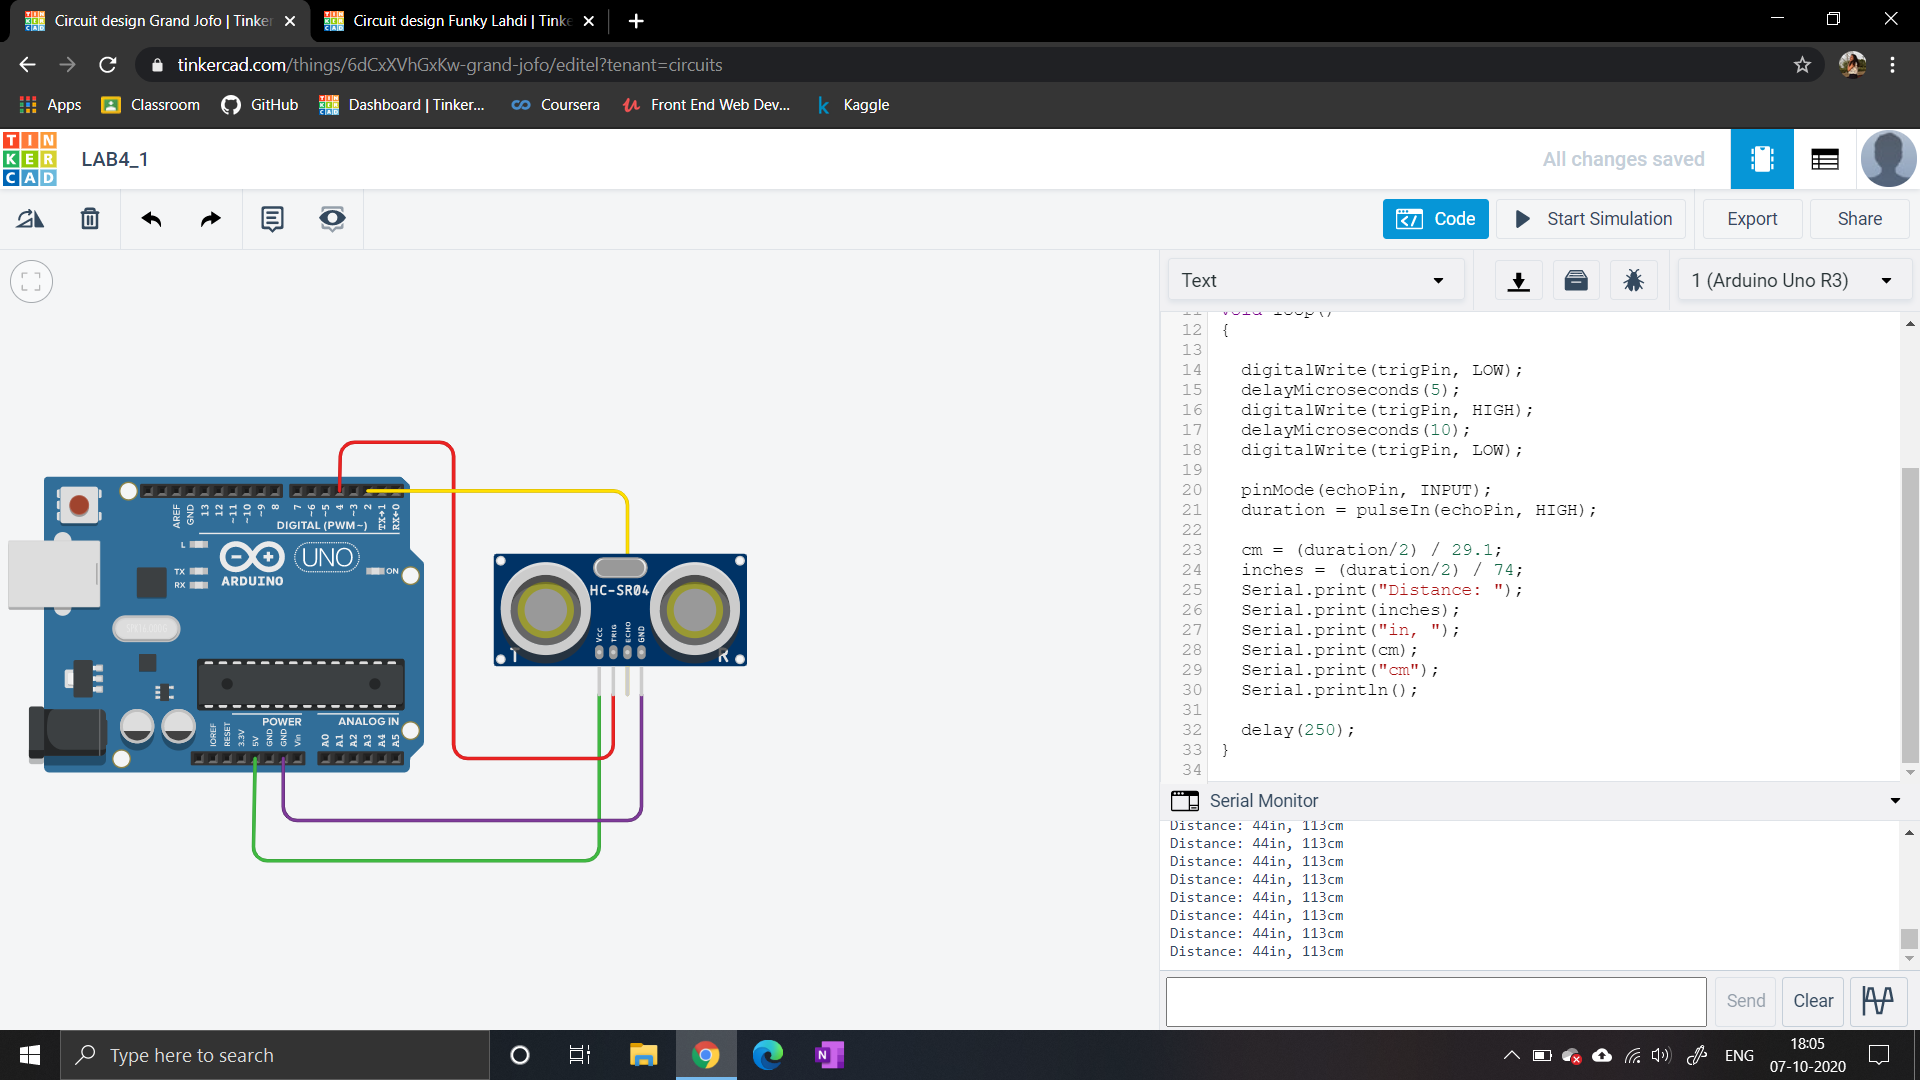 Circuit design Grand Jofo | Tinker
Circuit design Funky Lahdi | Tinke
tinkercad.com/things/6dCxXVhGxKw-grand-jofo/editel?tenant=circuits
Apps
Classroom
GitHub
Dashboard | Tinker...
Coursera
Front End Web Dev...
Kaggle
TINKERCAD
LAB4_1
All changes saved
Code
Start Simulation
Export
Share
Text
1 (Arduino Uno R3)
11 void loop()
12 {
13
14 digitalWrite(trigPin, LOW);
15 delayMicroseconds(5);
16 digitalWrite(trigPin, HIGH);
17 delayMicroseconds(10);
18 digitalWrite(trigPin, LOW);
19
20 pinMode(echoPin, INPUT);
21 duration = pulseIn(echoPin, HIGH);
22
23 cm = (duration/2) / 29.1;
24 inches = (duration/2) / 74;
25 Serial.print("Distance: ");
26 Serial.print(inches);
27 Serial.print("in, ");
28 Serial.print(cm);
29 Serial.print("cm");
30 Serial.println();
31
32 delay(250);
33 }
34
AREF GND 13 12 ~11 ~10 ~9 8 7 ~6 ~5 4 ~3 2 TX→1 RX←0
DIGITAL (PWM~)
L
TX
RX
ARDUINO
UNO
ON
POWER
ANALOG IN
IOREF RESET 3.3V 5V GND GND Vin A0 A1 A2 A3 A4 A5
HC-SR04
Vcc TRIG ECHO GND
T
R
Serial Monitor
Distance: 44in, 113cm
Distance: 44in, 113cm
Distance: 44in, 113cm
Distance: 44in, 113cm
Distance: 44in, 113cm
Distance: 44in, 113cm
Distance: 44in, 113cm
Distance: 44in, 113cm
Send
Clear
Type here to search
ENG
18:05
07-10-2020